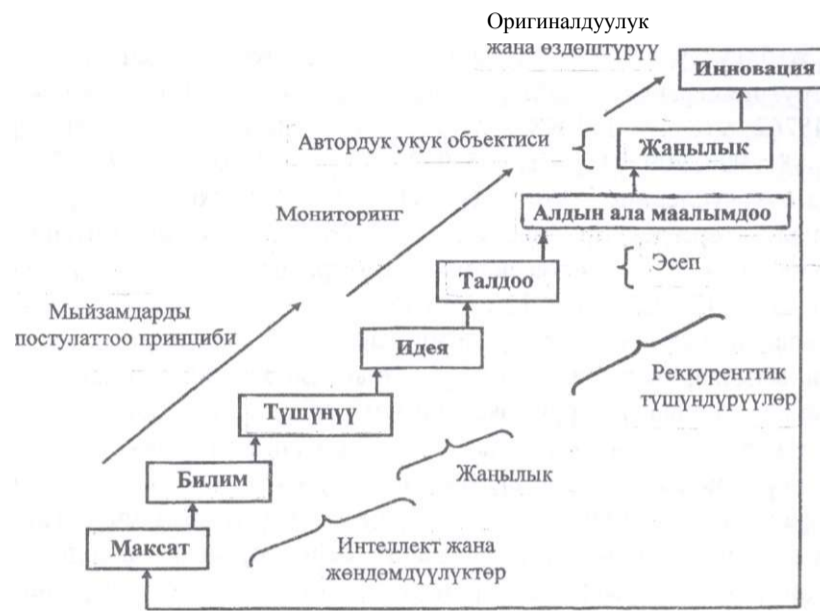 Оригиналдуулук
жана өздөштүрүү
Инновация
Автордук укук объектиси
Жаңылык
Мониторинг
Алдын ала маалымдоо
Эсеп
Талдоо
Мыйзамдарды
постулаттоо принциби
Идея
Реккуренттик
түшүндүрүүлөр
Түшүнүү
Жаңылык
Билим
Интеллект жана
жөндөмдүүлүктөр
Максат